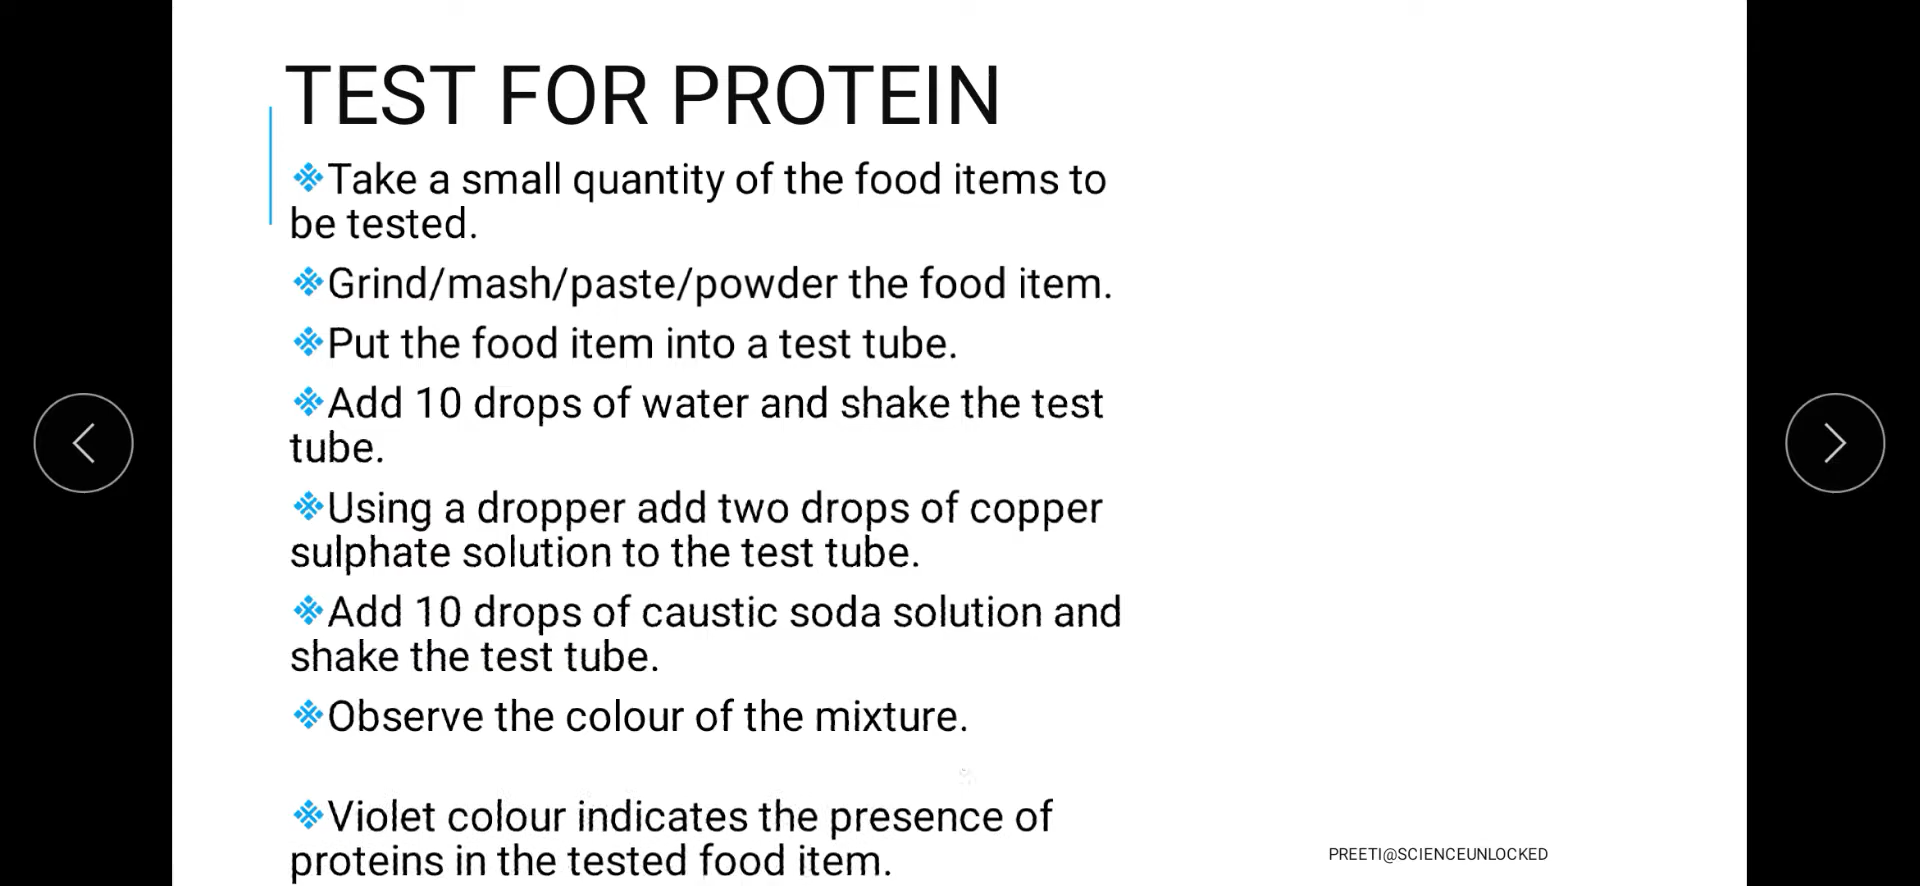 TEST FOR PROTEIN
❖Take a small quantity of the food items to
be tested.
❖Grind/mash/paste/powder the food item.
❖Put the food item into a test tube.
❖Add 10 drops of water and shake the test
tube.
❖Using a dropper add two drops of copper
sulphate solution to the test tube.
❖Add 10 drops of caustic soda solution and
shake the test tube.
❖Observe the colour of the mixture.
❖Violet colour indicates the presence of
proteins in the tested food item.
PREETI@SCIENCEUNLOCKED